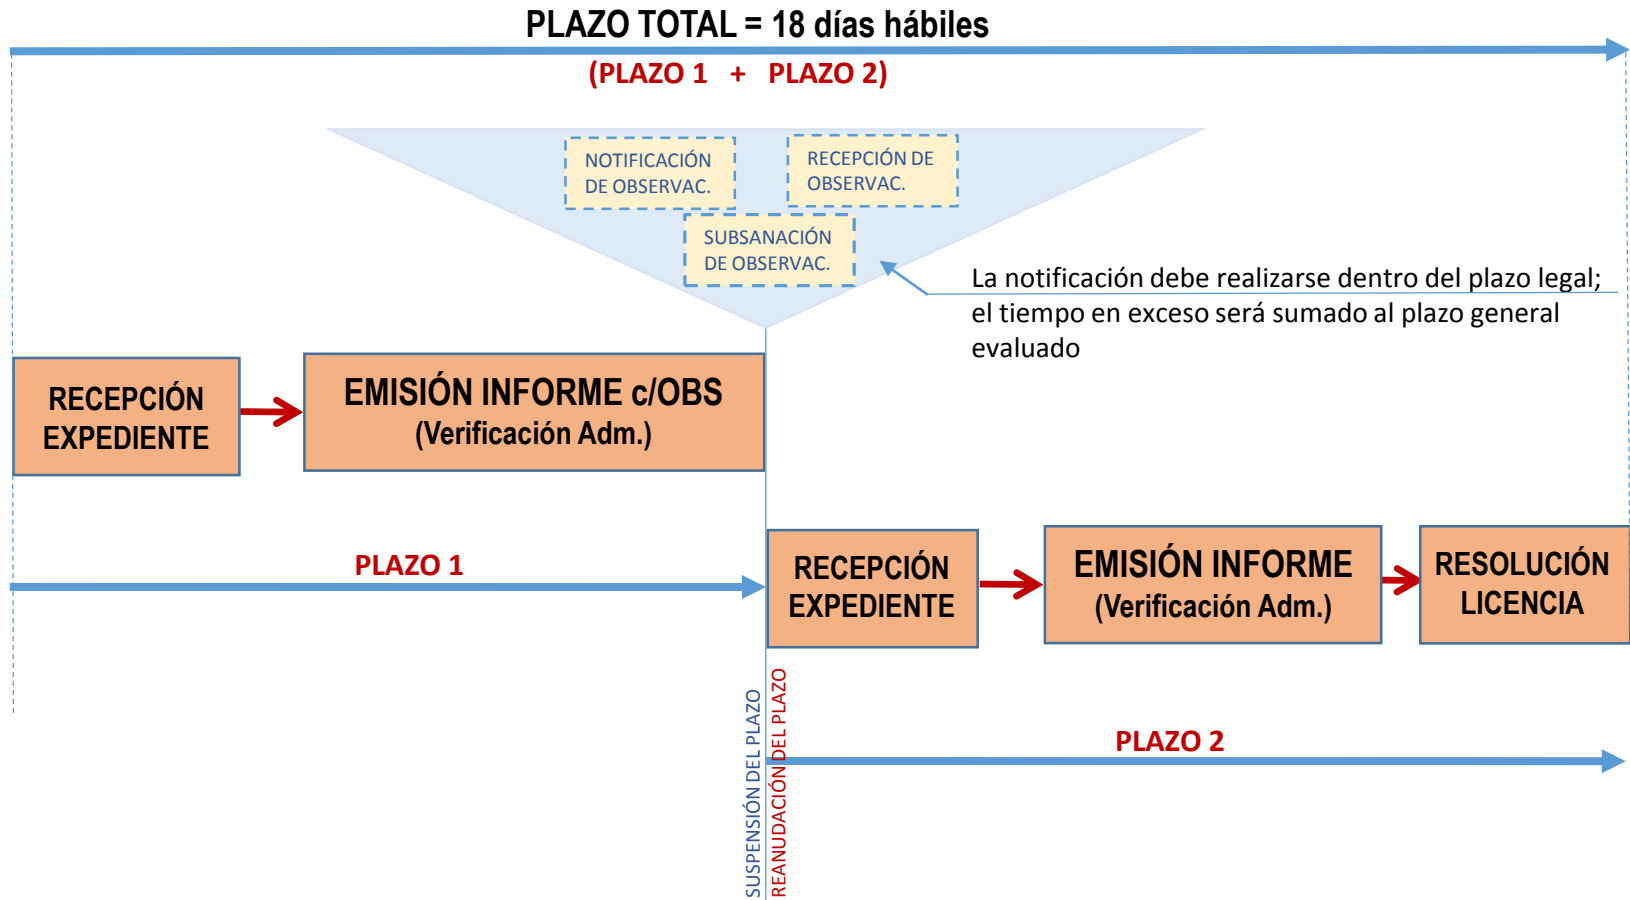 PLAZO TOTAL = 18 días hábiles
(PLAZO 1 + PLAZO 2)
NOTIFICACIÓN
DE OBSERVAC.
RECEPCIÓN DE
OBSERVAC.
SUBSANACIÓN
DE OBSERVAC.
La notificación debe realizarse dentro del plazo legal;
el tiempo en exceso será sumado al plazo general
evaluado
RECEPCIÓN
EXPEDIENTE
EMISIÓN INFORME c/OBS
(Verificación Adm.)
PLAZO 1
RECEPCIÓN
EXPEDIENTE
EMISIÓN INFORME
(Verificación Adm.)
RESOLUCIÓN
LICENCIA
SUSPENSIÓN DEL PLAZO
REANUDACIÓN DEL PLAZO
PLAZO 2